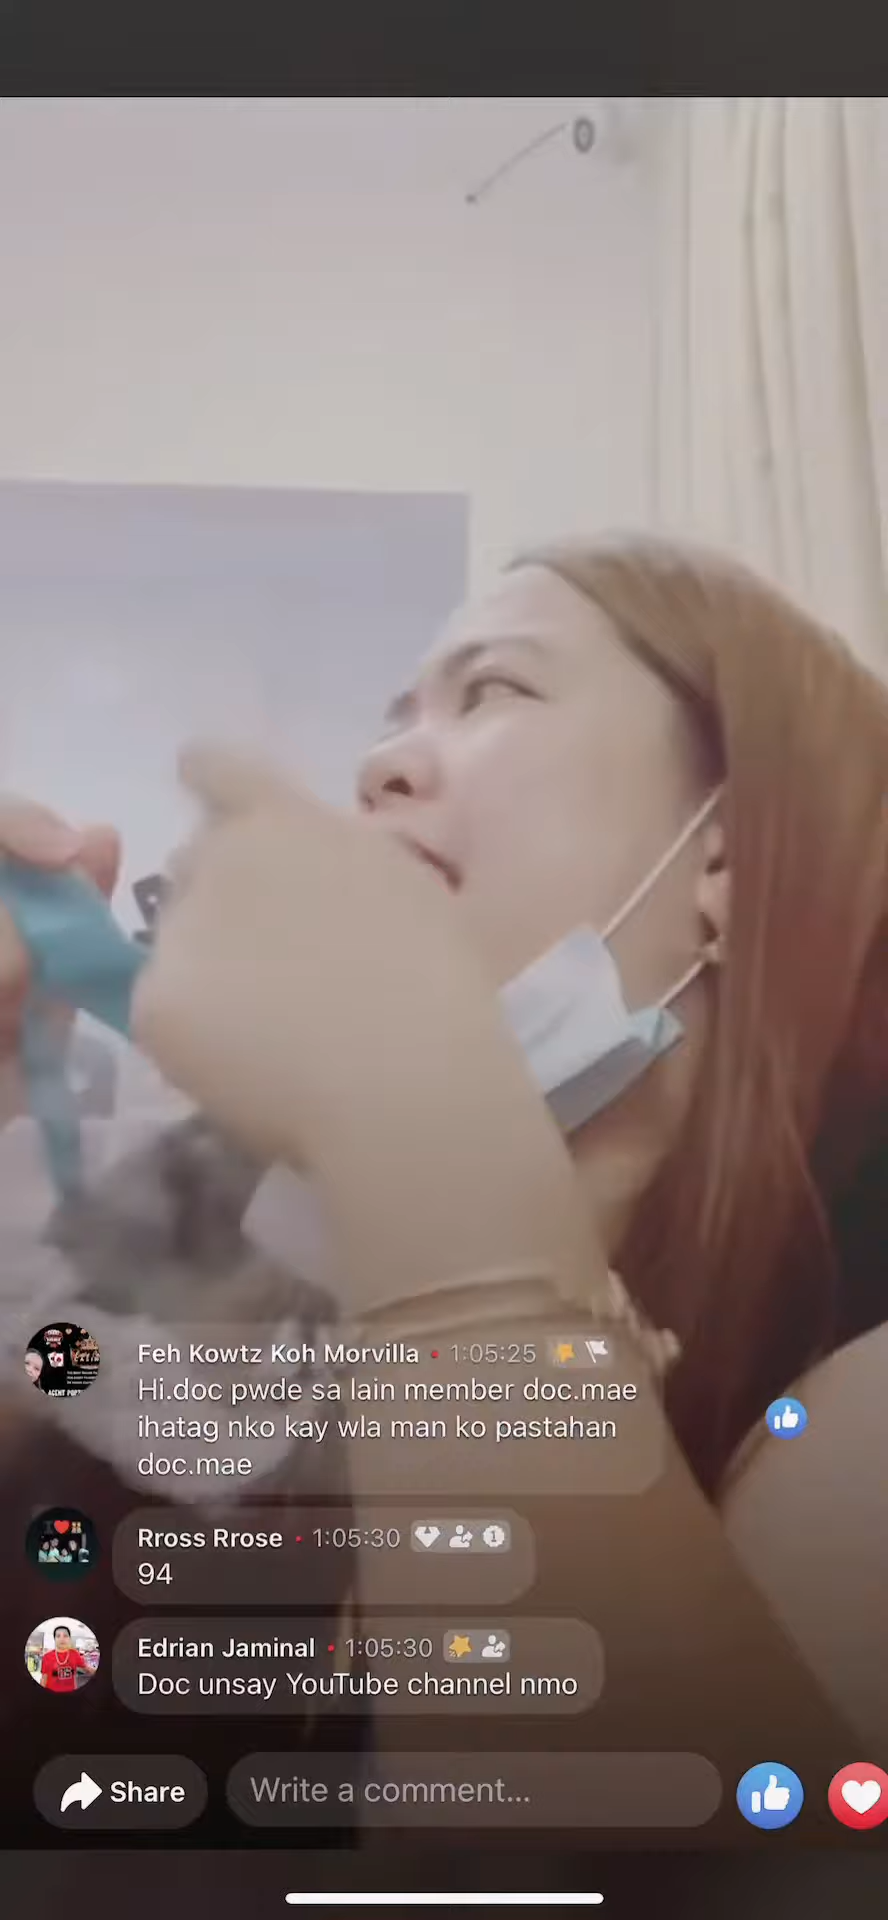 Feh Kowtz Koh Morvilla • 1:05:25
Hi.doc pwde sa lain member doc.mae
ihatag nko kay wla man ko pastahan
doc.mae
Rross Rrose • 1:05:30
94
Edrian Jaminal • 1:05:30
Doc unsay YouTube channel nmo
Share
Write a comment...